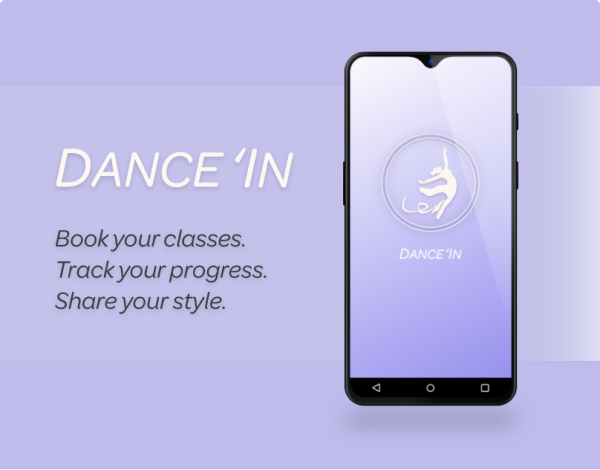 DANCE ‘IN
Book your classes.
Track your progress.
Share your style.
DANCE ‘IN